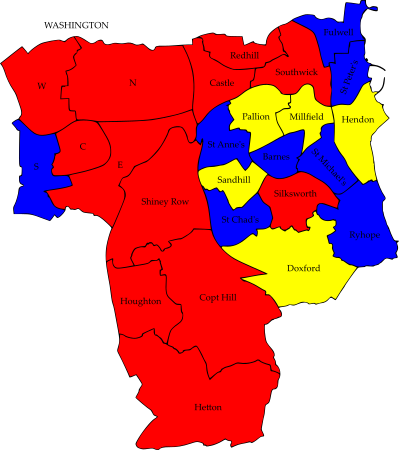 WASHINGTON
Fulwell
Redhill
St Peter's
Southwick
W
N
Castle
Pallion
Millfield
Hendon
St Anne's
C
Barnes
St Michael's
S
E
Sandhill
Silksworth
Shiney Row
St Chad's
Ryhope
Doxford
Houghton
Copt Hill
Hetton